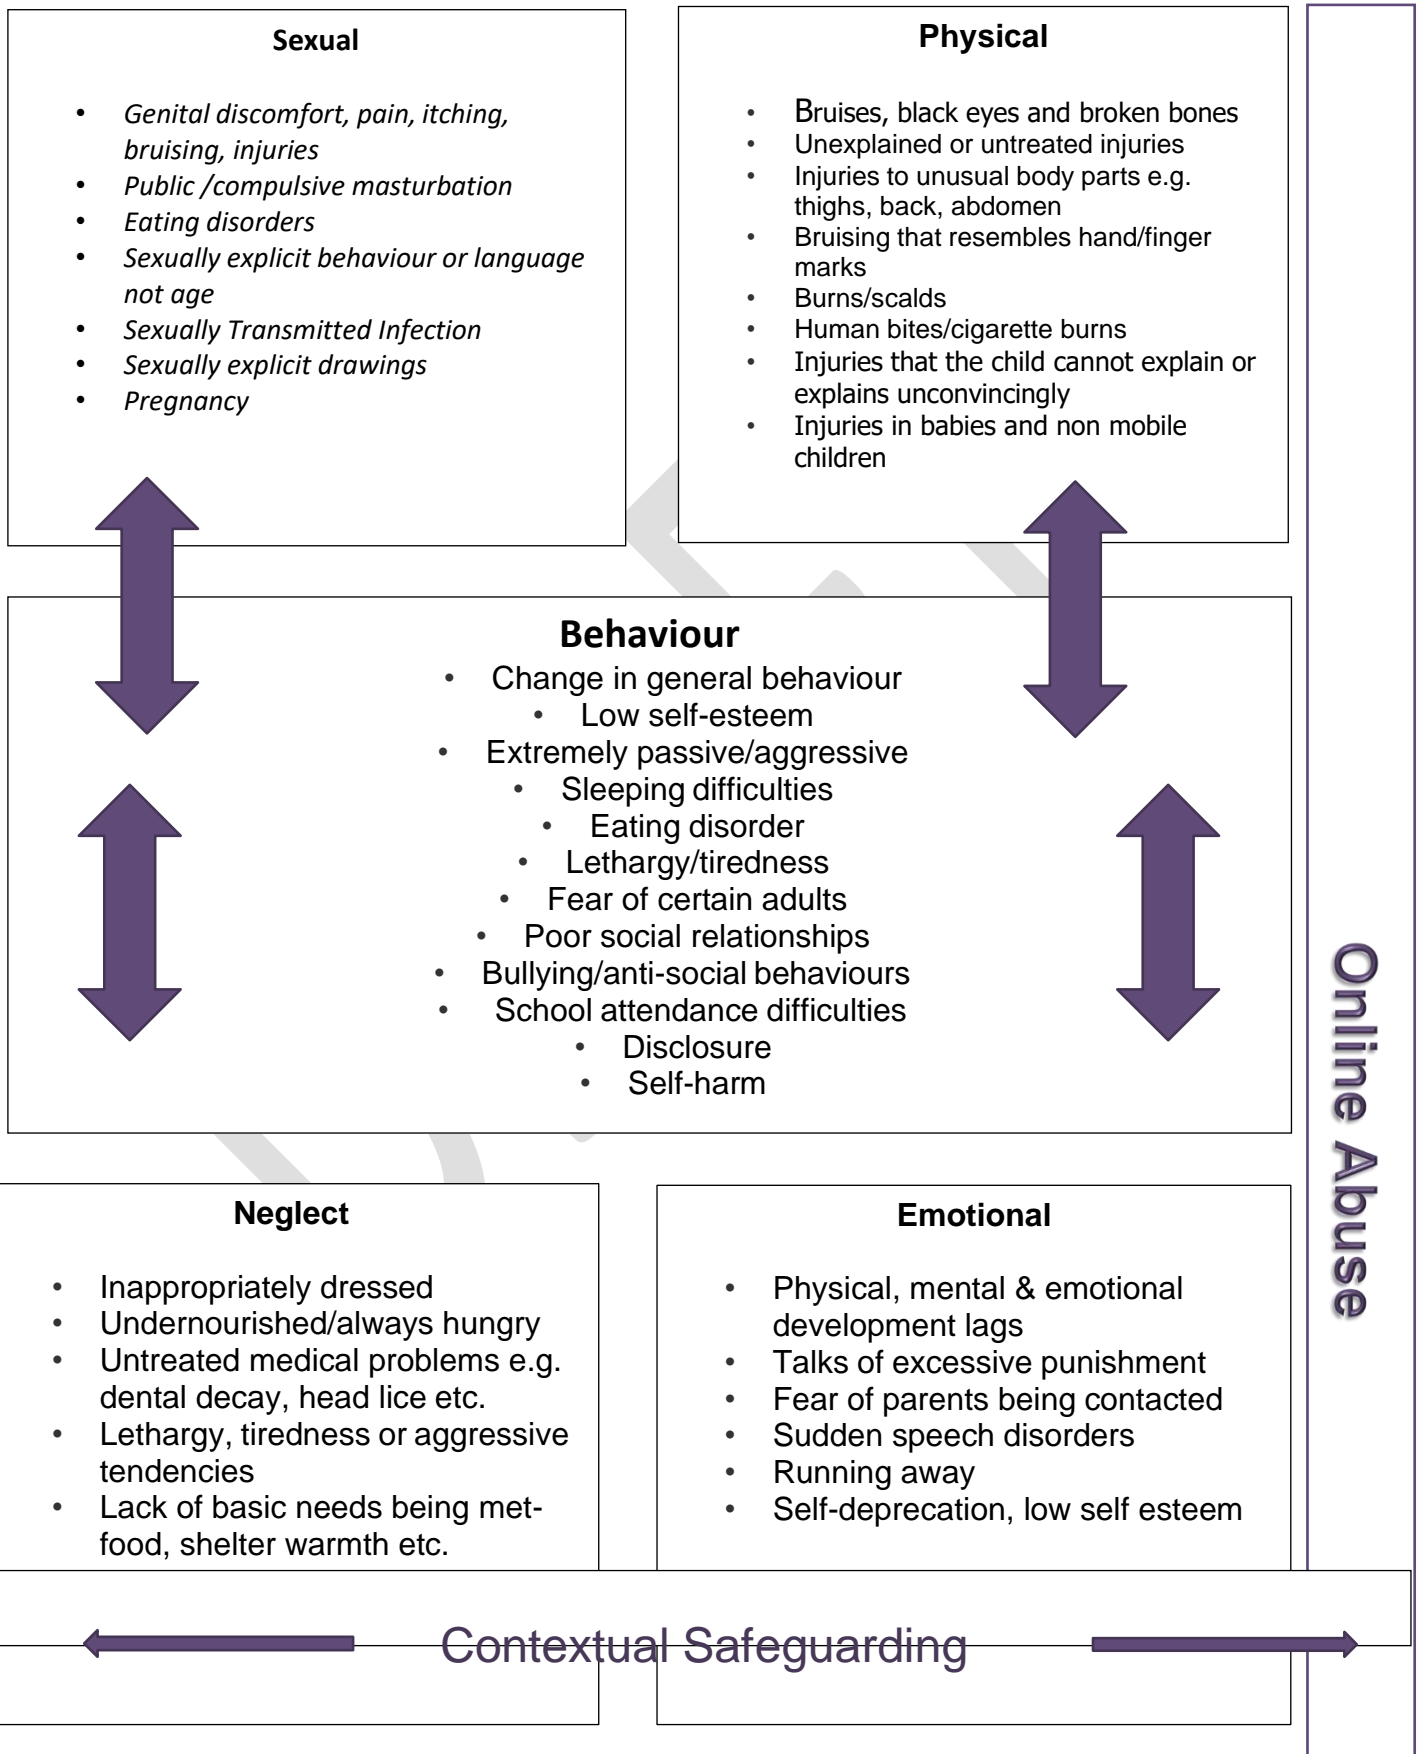 Sexual
• Genital discomfort, pain, itching,
bruising, injuries
• Public /compulsive masturbation
• Eating disorders
• Sexually explicit behaviour or language
not age
• Sexually Transmitted Infection
• Sexually explicit drawings
• Pregnancy
Physical
• Bruises, black eyes and broken bones
• Unexplained or untreated injuries
• Injuries to unusual body parts e.g.
thighs, back, abdomen
• Bruising that resembles hand/finger
marks
• Burns/scalds
• Human bites/cigarette burns
• Injuries that the child cannot explain or
explains unconvincingly
• Injuries in babies and non mobile
children
Behaviour
• Change in general behaviour
• Low self-esteem
• Extremely passive/aggressive
• Sleeping difficulties
• Eating disorder
• Lethargy/tiredness
• Fear of certain adults
• Poor social relationships
• Bullying/anti-social behaviours
• School attendance difficulties
• Disclosure
• Self-harm
Neglect
• Inappropriately dressed
• Undernourished/always hungry
• Untreated medical problems e.g.
dental decay, head lice etc.
• Lethargy, tiredness or aggressive
tendencies
• Lack of basic needs being met-
food, shelter warmth etc.
Emotional
• Physical, mental & emotional
development lags
• Talks of excessive punishment
• Fear of parents being contacted
• Sudden speech disorders
• Running away
• Self-deprecation, low self esteem
Contextual Safeguarding
Online Abuse